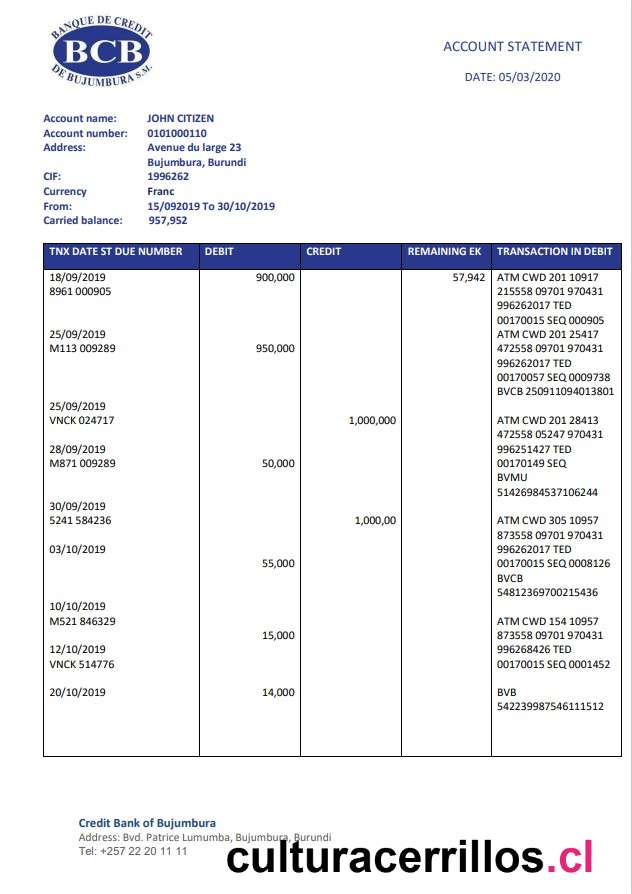 BANQUE DE CREDIT
BCB
DE BUJUMBURA S.M.
ACCOUNT STATEMENT
DATE: 05/03/2020
Account name: JOHN CITIZEN
Account number: 0101000110
Address: Avenue du large 23
Bujumbura, Burundi
CIF: 1996262
Currency Franc
From: 15/092019 To 30/10/2019
Carried balance: 957,952
TNX DATE ST DUE NUMBER DEBIT CREDIT REMAINING EK TRANSACTION IN DEBIT
18/09/2019 900,000 57,942 ATM CWD 201 10917
8961 000905 215558 09701 970431
996262017 TED
00170015 SEQ 000905
25/09/2019 ATM CWD 201 25417
M113 009289 950,000 472558 09701 970431
996262017 TED
00170057 SEQ 0009738
BVCB 250911094013801
25/09/2019
VNCK 024717 1,000,000 ATM CWD 201 28413
472558 05247 970431
28/09/2019 996251427 TED
M871 009289 50,000 00170149 SEQ
BVMU
51426984537106244
30/09/2019
5241 584236 1,000,00 ATM CWD 305 10957
873558 09701 970431
03/10/2019 996262017 TED
55,000 00170015 SEQ 0008126
BVCB
54812369700215436
10/10/2019
M521 846329 ATM CWD 154 10957
15,000 873558 09701 970431
12/10/2019 996268426 TED
VNCK 514776 00170015 SEQ 0001452
20/10/2019 14,000 BVB
542239987546111512
Credit Bank of Bujumbura
Address: Bvd. Patrice Lumumba, Bujumbura, Burundi
Tel: +257 22 20 11 11
culturacerrillos.cl